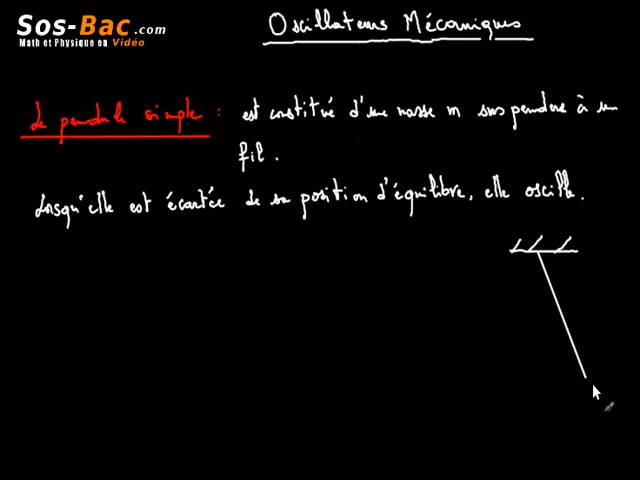 Sos-Bac.com
Math et Physique en Vidéo
Oscillateurs Mécaniques
Le pendule simple : est constitué d'une masse m suspendue à un
fil.
Lorsqu'elle est écartée de sa position d'équilibre, elle oscille.